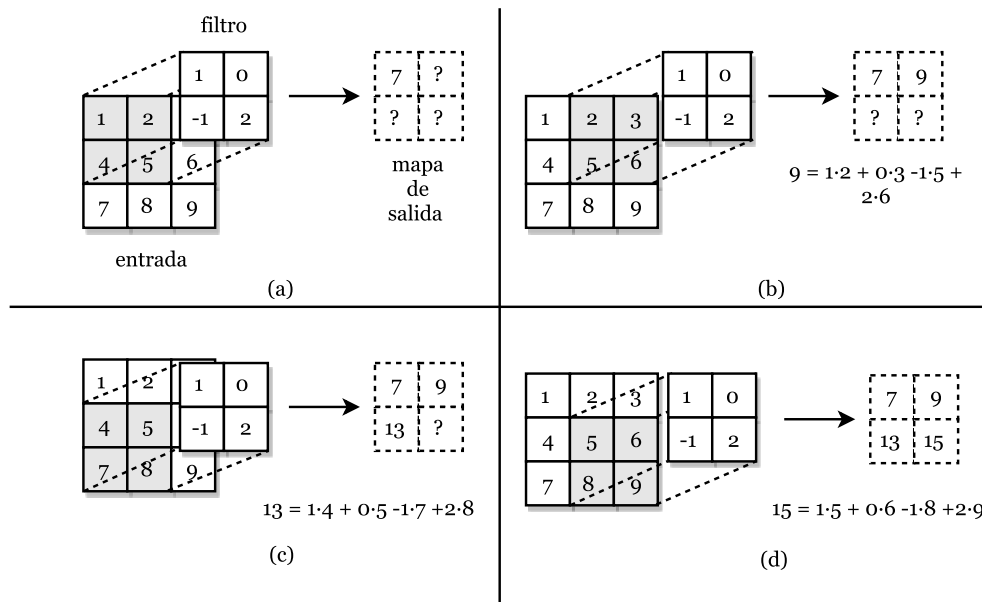 filtro
1 0
-1 2
1 2
4 5 6
7 8 9
7 ?
? ?
mapa
de
salida
entrada
(a)
1 0
-1 2
1 2 3
4 5 6
7 8 9
7 9
? ?
9 = 1·2 + 0·3 -1·5 +
2·6
(b)
1 0
-1 2
1 2
4 5
7 8 9
7 9
13 ?
13 = 1·4 + 0·5 -1·7 +2·8
(c)
1 0
-1 2
1 2 3
4 5 6
7 8 9
7 9
13 15
15 = 1·5 + 0·6 -1·8 +2·9
(d)